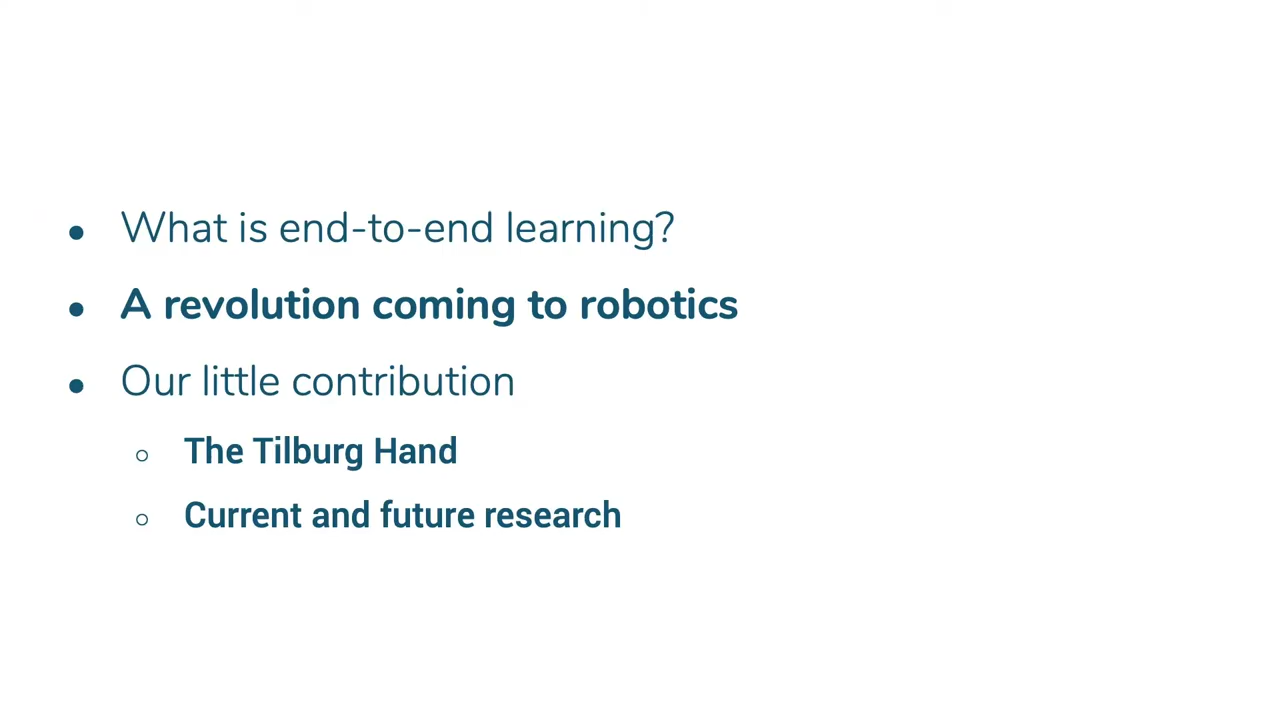 ● What is end-to-end learning?
● A revolution coming to robotics
● Our little contribution
○ The Tilburg Hand
○ Current and future research